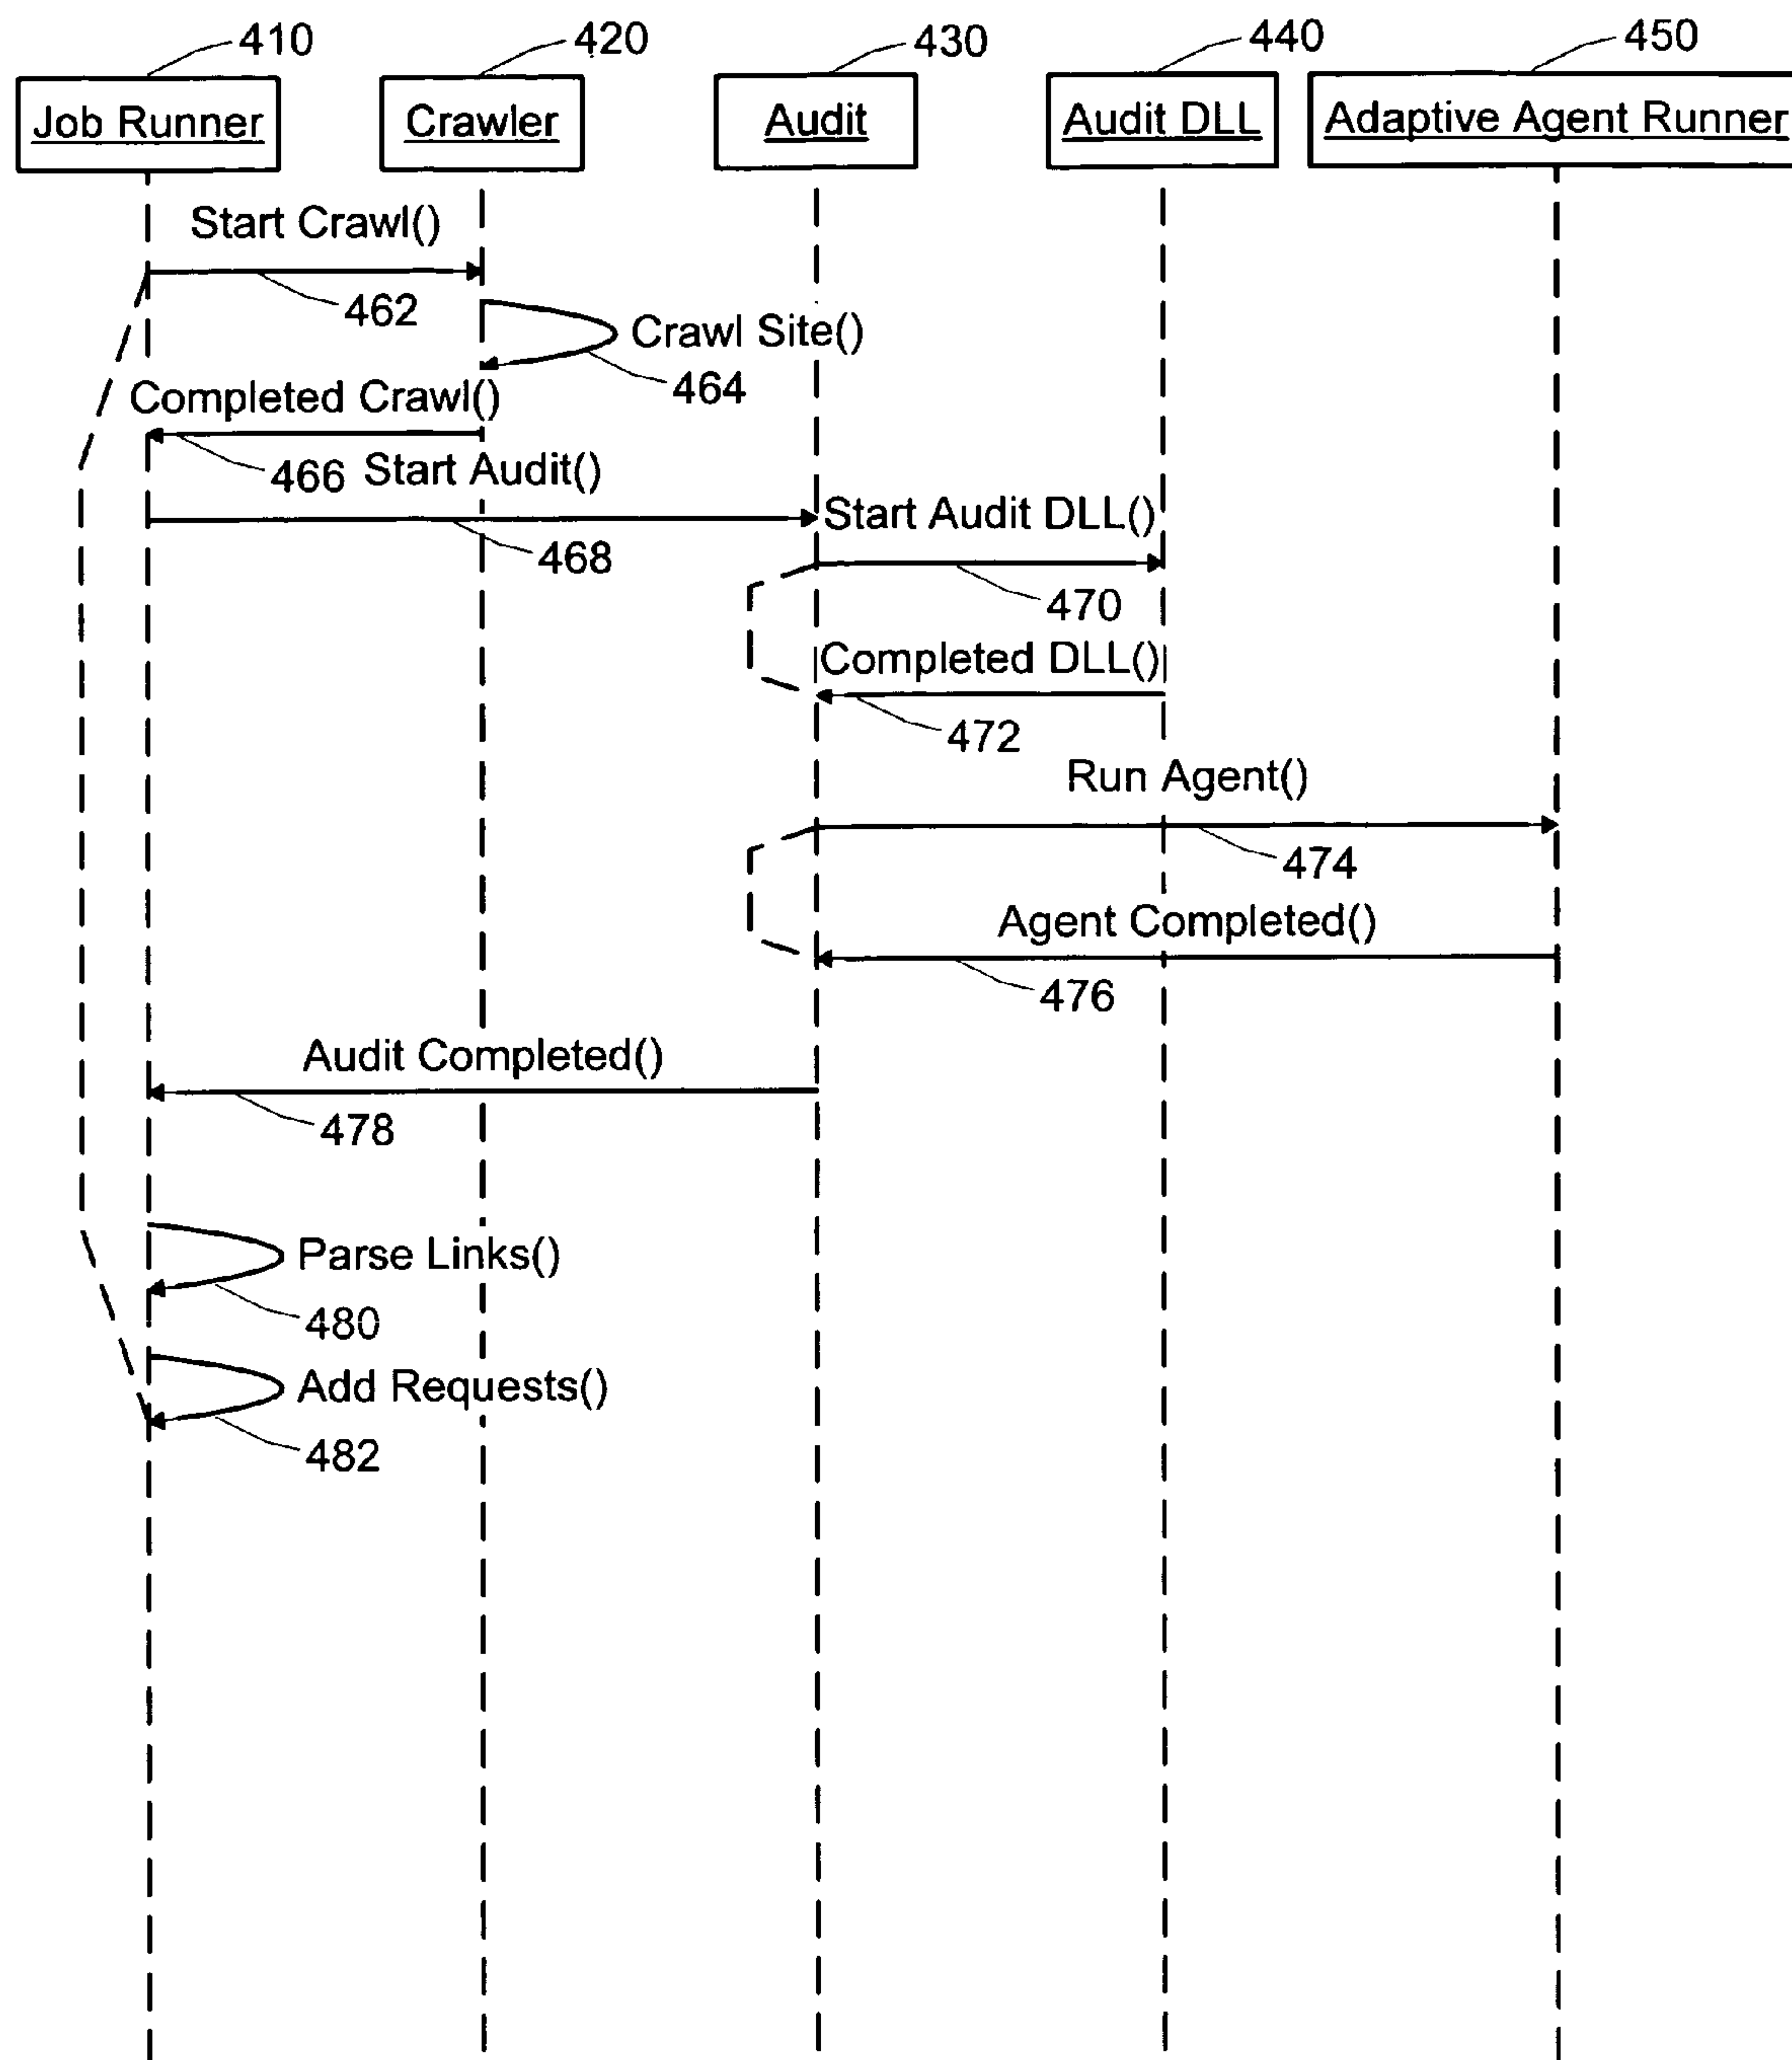 410
420
430
440
450
Job Runner
Crawler
Audit
Audit DLL
Adaptive Agent Runner
Start Crawl()
462
Crawl Site()
464
Completed Crawl()
466
Start Audit()
468
Start Audit DLL()
470
Completed DLL()
472
Run Agent()
474
Agent Completed()
476
Audit Completed()
478
Parse Links()
480
Add Requests()
482